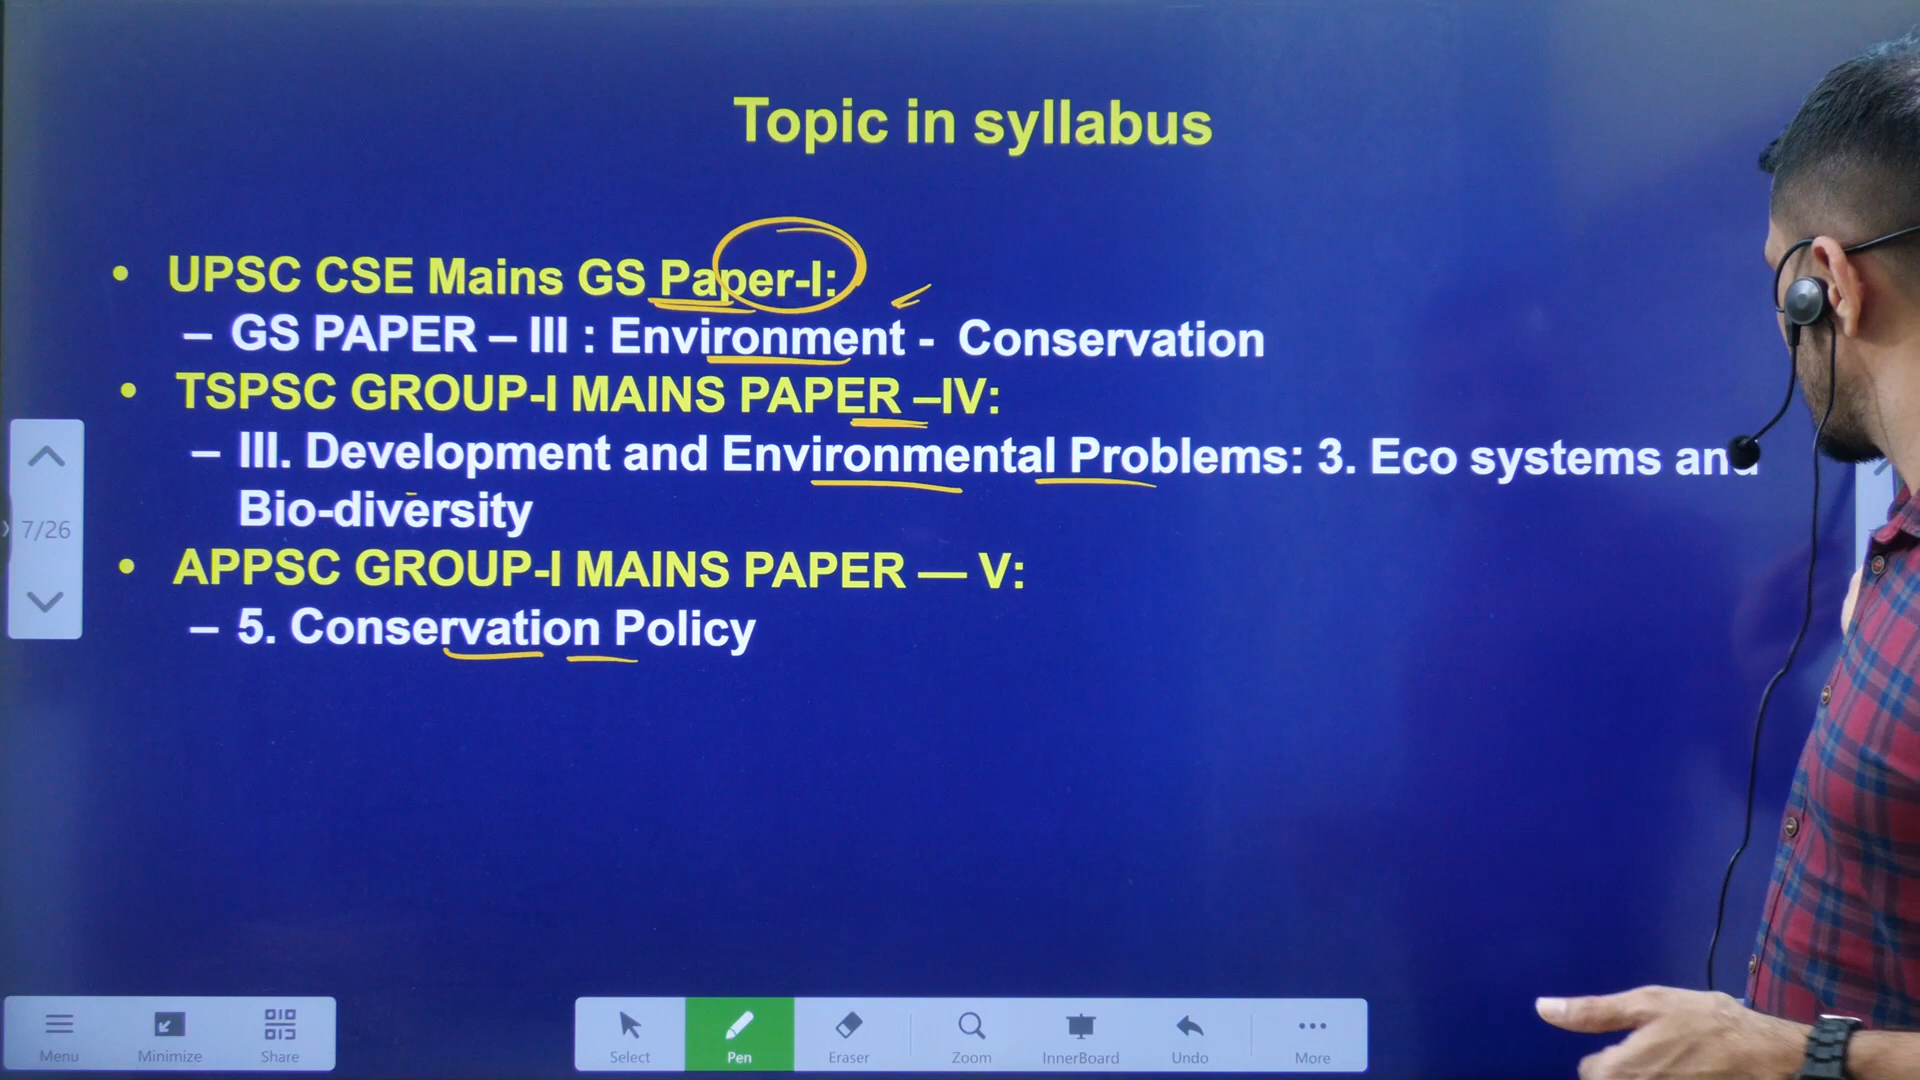 Topic in syllabus
• UPSC CSE Mains GS Paper-I:
– GS PAPER – III : Environment - Conservation
• TSPSC GROUP-I MAINS PAPER –IV:
– III. Development and Environmental Problems: 3. Eco systems and
Bio-diversity
7/26
• APPSC GROUP-I MAINS PAPER — V:
– 5. Conservation Policy
Menu Minimize Share Select Pen Eraser Zoom InnerBoard Undo More